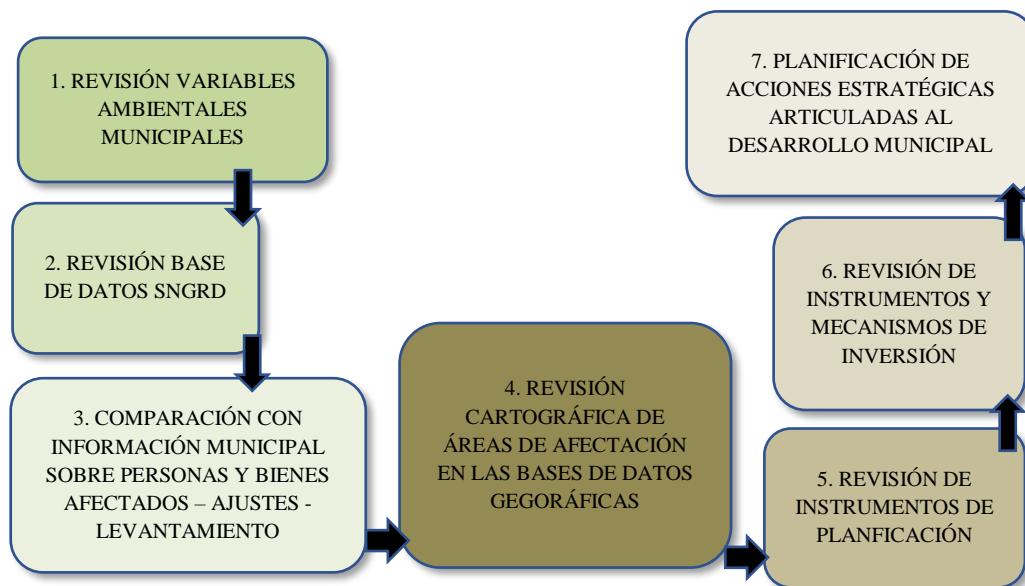 1. REVISIÓN VARIABLES
AMBIENTALES
MUNICIPALES
2. REVISIÓN BASE
DE DATOS SNGRD
3. COMPARACIÓN CON
INFORMACIÓN MUNICIPAL
SOBRE PERSONAS Y BIENES
AFECTADOS – AJUSTES -
LEVANTAMIENTO
4. REVISIÓN
CARTOGRÁFICA DE
ÁREAS DE AFECTACIÓN
EN LAS BASES DE DATOS
GEGORÁFICAS
5. REVISIÓN DE
INSTRUMENTOS DE
PLANFICACIÓN
6. REVISIÓN DE
INSTRUMENTOS Y
MECANISMOS DE
INVERSIÓN
7. PLANIFICACIÓN DE
ACCIONES ESTRATÉGICAS
ARTICULADAS AL
DESARROLLO MUNICIPAL